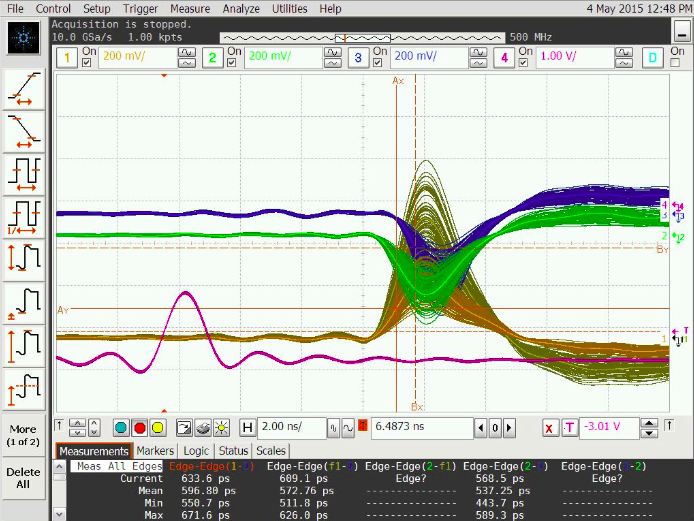 File Control Setup Trigger Measure Analyze Utilities Help 4 May 2015 12:48 PM
Acquisition is stopped.
10.0 GSa/s 1.00 kpts 500 MHz
1 On 200 mV/ 2 On 200 mV/ 3 On 200 mV/ 4 On 1.00 V/ D On
Ax
4
3
2
By
Ay
T
1
Bx
More
(1 of 2)
Delete
All
H 2.00 ns/ 6.4873 ns 0 X T -3.01 V
Measurements Markers Logic Status Scales
Meas All Edges Edge-Edge(1- ) Edge-Edge(f1- ) Edge-Edge(2-f1) Edge-Edge(2- ) Edge-Edge( -2)
Current 633.6 ps 609.1 ps Edge? 568.5 ps Edge?
Mean 596.80 ps 572.76 ps --------------- 537.25 ps ---------------
Min 550.7 ps 511.8 ps --------------- 443.7 ps ---------------
Max 671.6 ps 626.0 ps --------------- 589.3 ps ---------------